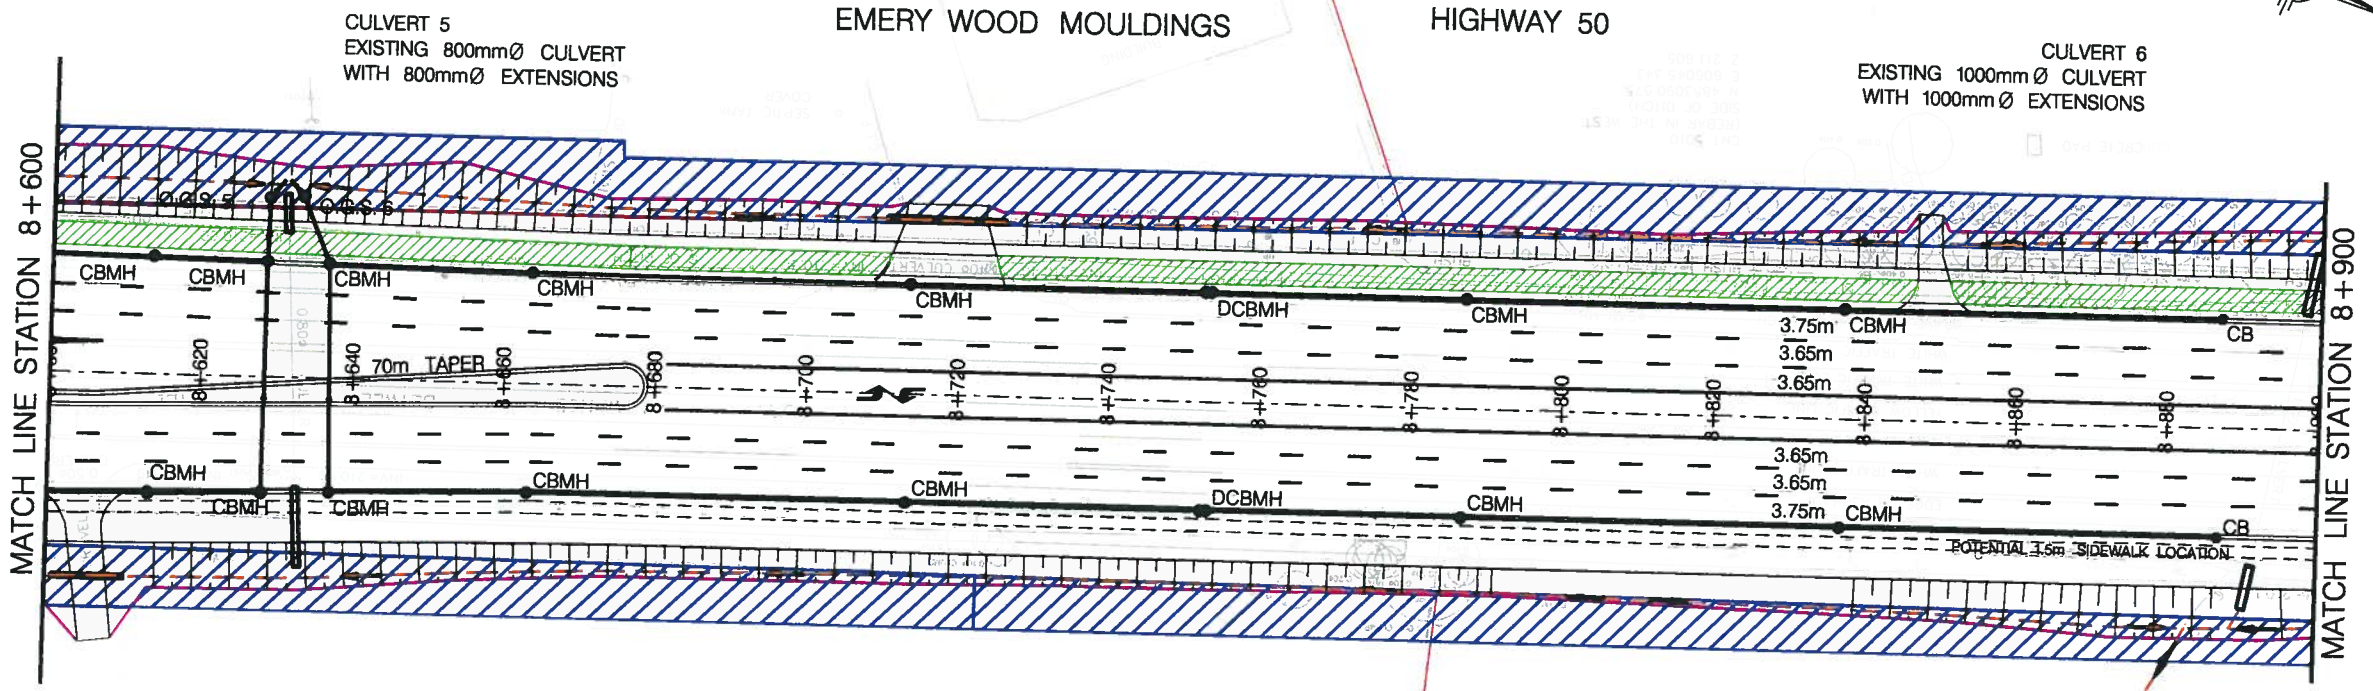 CULVERT 5
EXISTING 800mmØ CULVERT
WITH 800mmØ EXTENSIONS
EMERY WOOD MOULDINGS
HIGHWAY 50
CULVERT 6
EXISTING 1000mmØ CULVERT
WITH 1000mmØ EXTENSIONS
MATCH LINE STATION 8+600
O.G.S. 5
O.G.S. 6
CBMH
CBMH
CBMH
CBMH
CBMH
DCBMH
CBMH
CBMH
CB
3.75m
3.65m
3.65m
70m TAPER
8+620
8+640
8+660
8+680
8+700
8+720
8+740
8+760
8+780
8+800
8+820
8+840
8+860
8+880
3.65m
3.65m
3.75m
CBMH
CBMH
CBMH
CBMH
CBMH
DCBMH
CBMH
CBMH
CB
POTENTIAL 1.5m SIDEWALK LOCATION
MATCH LINE STATION 8+900